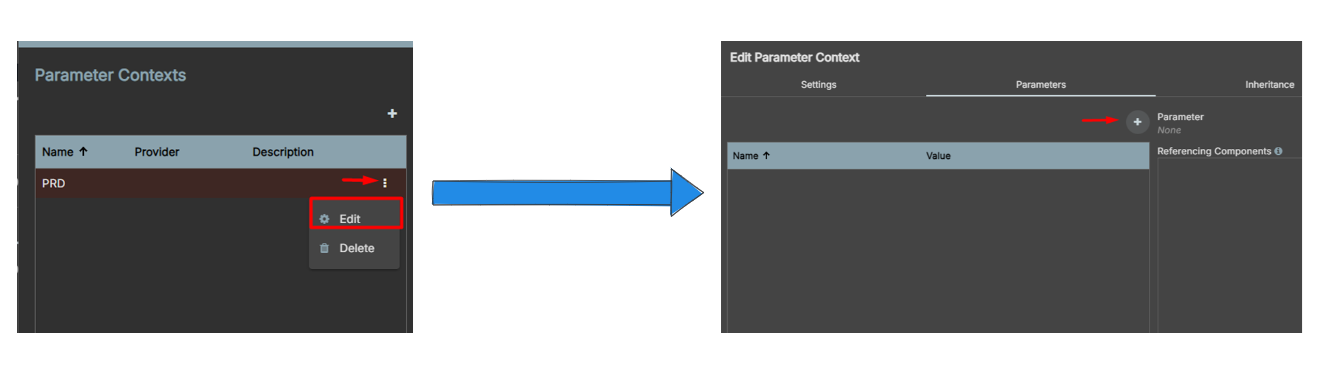 Parameter Contexts
+
Name ↑ Provider Description
PRD
Edit
Delete
Edit Parameter Context
Settings Parameters Inheritance
+
Parameter
None
Referencing Components
Name ↑ Value